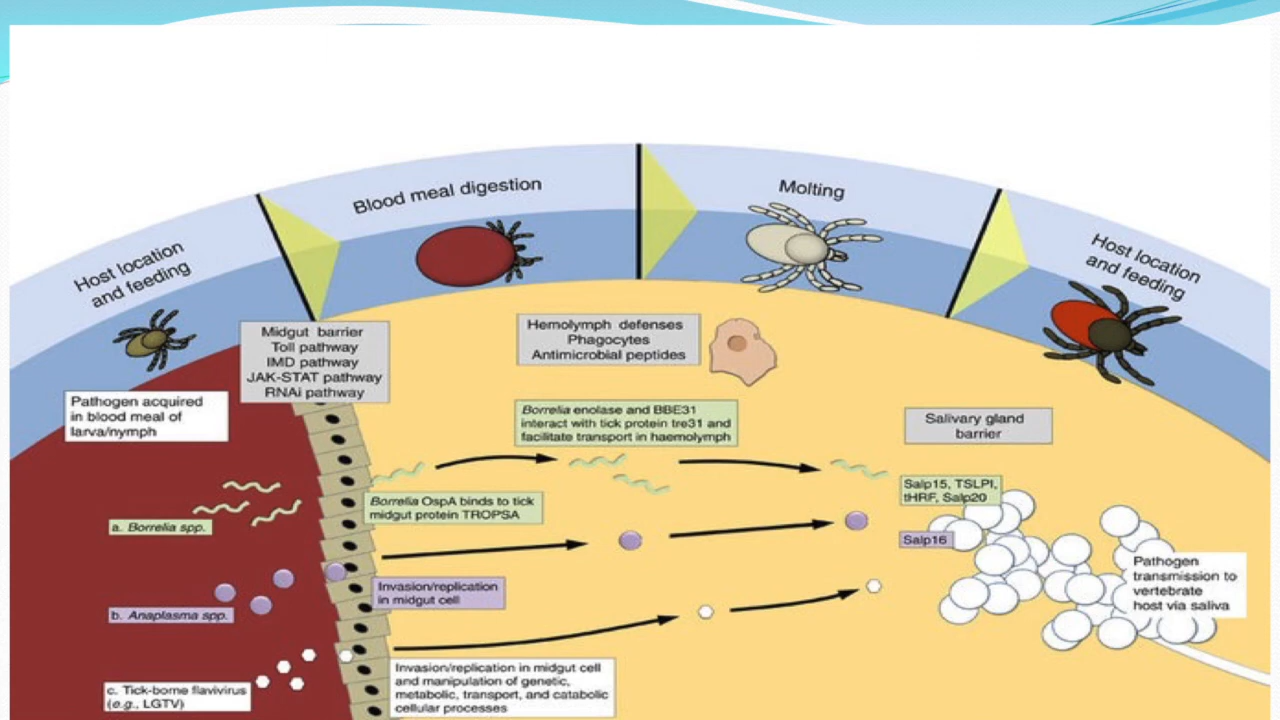 Host location
and feeding
Blood meal digestion
Molting
Host location
and feeding
Midgut barrier
Toll pathway
IMD pathway
JAK-STAT pathway
RNAi pathway
Hemolymph defenses
Phagocytes
Antimicrobial peptides
Pathogen acquired
in blood meal of
larva/nymph
Borrelia enolase and BBE31
interact with tick protein tre31 and
facilitate transport in haemolymph
Salivary gland
barrier
Borrelia OspA binds to tick
midgut protein TROPSA
Salp15, TSLPI,
tHRF, Salp20
a. Borrelia spp.
Salp16
Invasion/replication
in midgut cell
Pathogen
transmission to
vertebrate
host via saliva
b. Anaplasma spp.
Invasion/replication in midgut cell
and manipulation of genetic,
metabolic, transport, and catabolic
cellular processes
c. Tick-borne flavivirus
(e.g., LGTV)